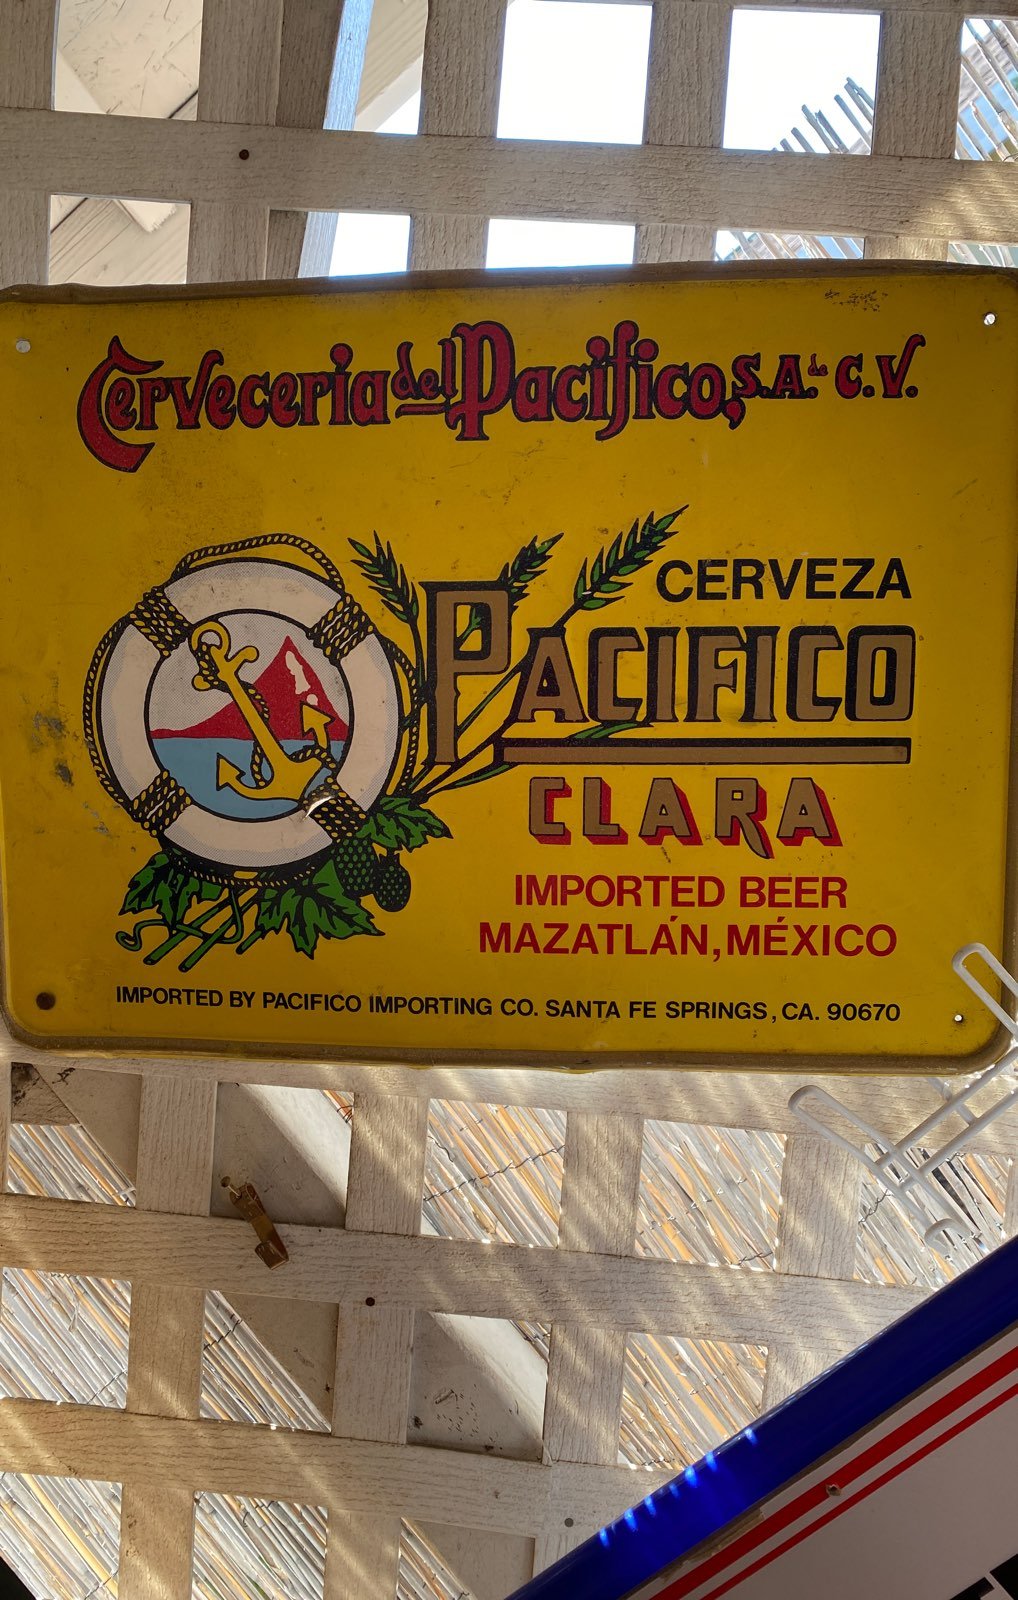 Cervecería del Pacifico, S.A. de C.V.
CERVEZA
PACIFICO
CLARA
IMPORTED BEER
MAZATLÁN, MÉXICO
IMPORTED BY PACIFICO IMPORTING CO. SANTA FE SPRINGS, CA. 90670